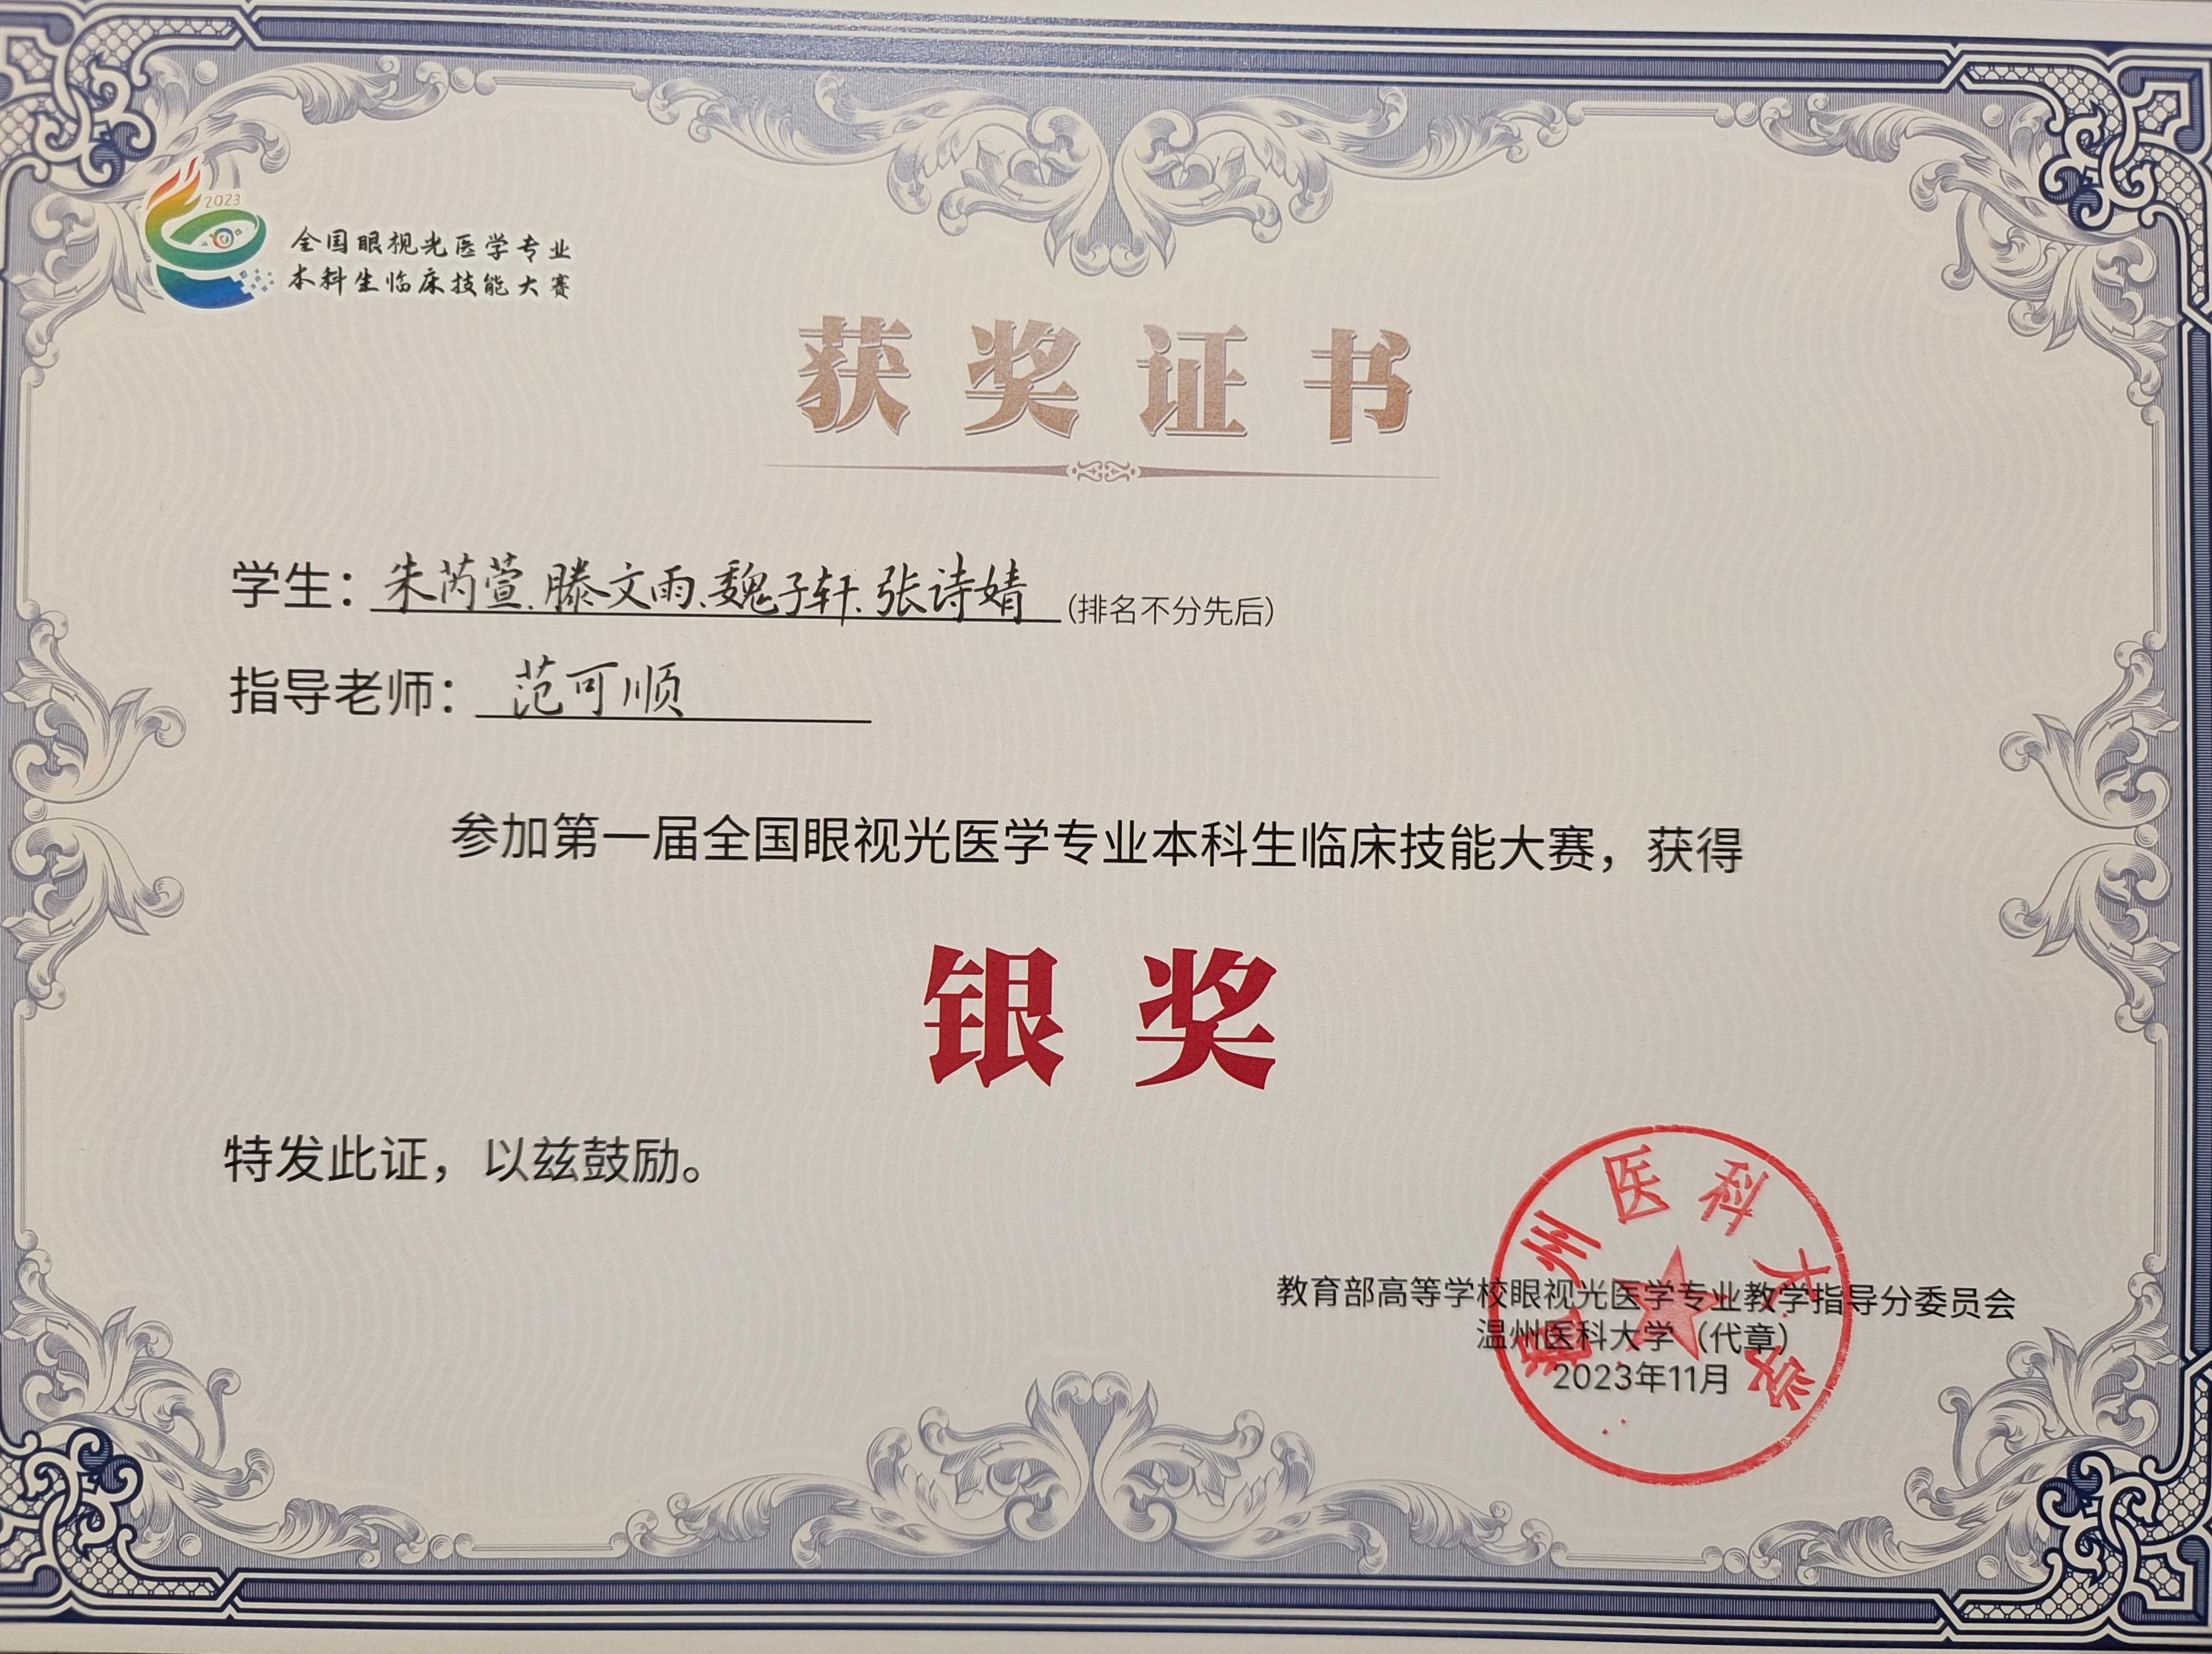 2023
全国眼视光医学专业
本科生临床技能大赛
获奖证书
学生：朱芮萱、滕文雨、魏子轩、张诗婧(排名不分先后)
指导老师：范可顺
参加第一届全国眼视光医学专业本科生临床技能大赛，获得
银奖
特发此证，以兹鼓励。
教育部高等学校眼视光医学专业教学指导分委员会
温州医科大学（代章）
2023年11月
温州医科大学